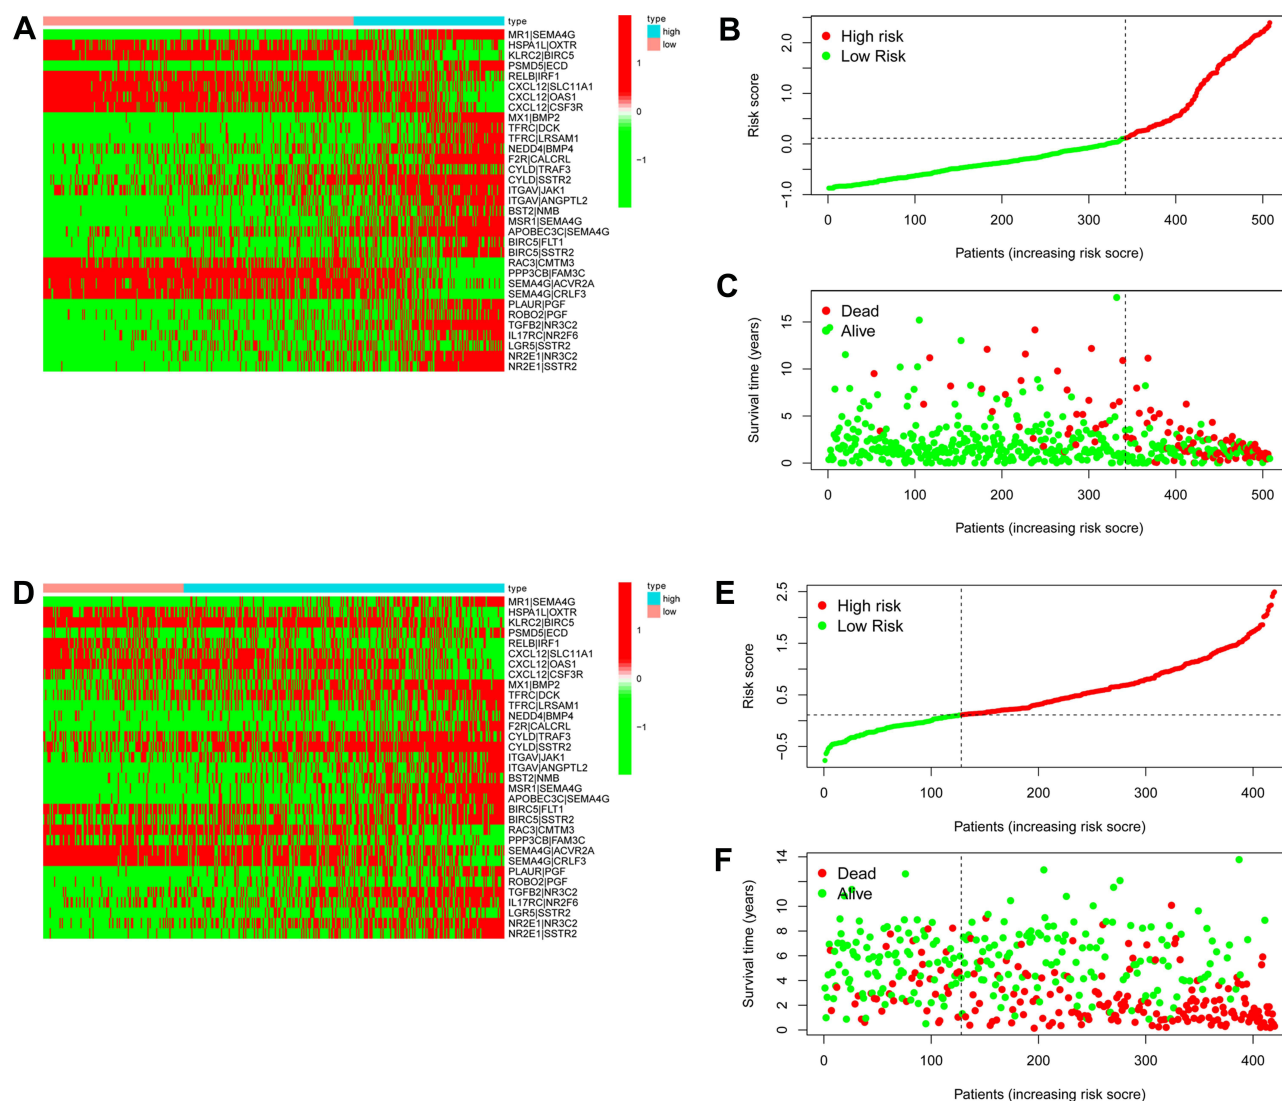 A
type
MR1|SEMA4G
HSPA1L|OXTR
KLRC2|BIRC5
PSMD5|ECD
RELB|IRF1
CXCL12|SLC11A1
CXCL12|OAS1
CXCL12|CSF3R
MX1|BMP2
TFRC|DCK
TFRC|LRSAM1
NEDD4|BMP4
F2R|CALCRL
CYLD|TRAF3
CYLD|SSTR2
ITGAV|JAK1
ITGAV|ANGPTL2
BST2|NMB
MSR1|SEMA4G
APOBEC3C|SEMA4G
BIRC5|FLT1
BIRC5|SSTR2
RAC3|CMTM3
PPP3CB|FAM3C
SEMA4G|ACVR2A
SEMA4G|CRLF3
PLAUR|PGF
ROBO2|PGF
TGFB2|NR3C2
IL17RC|NR2F6
LGR5|SSTR2
NR2E1|NR3C2
NR2E1|SSTR2
1
0
−1
type
high
low
B
High risk
Low Risk
Risk score
2.0
1.0
0.0
−1.0
0 100 200 300 400 500
Patients (increasing risk socre)
C
Dead
Alive
Survival time (years)
15
10
5
0
0 100 200 300 400 500
Patients (increasing risk socre)
D
type
MR1|SEMA4G
HSPA1L|OXTR
KLRC2|BIRC5
PSMD5|ECD
RELB|IRF1
CXCL12|SLC11A1
CXCL12|OAS1
CXCL12|CSF3R
MX1|BMP2
TFRC|DCK
TFRC|LRSAM1
NEDD4|BMP4
F2R|CALCRL
CYLD|TRAF3
CYLD|SSTR2
ITGAV|JAK1
ITGAV|ANGPTL2
BST2|NMB
MSR1|SEMA4G
APOBEC3C|SEMA4G
BIRC5|FLT1
BIRC5|SSTR2
RAC3|CMTM3
PPP3CB|FAM3C
SEMA4G|ACVR2A
SEMA4G|CRLF3
PLAUR|PGF
ROBO2|PGF
TGFB2|NR3C2
IL17RC|NR2F6
LGR5|SSTR2
NR2E1|NR3C2
NR2E1|SSTR2
1
0
−1
type
high
low
E
High risk
Low Risk
Risk score
2.5
1.5
0.5
−0.5
0 100 200 300 400
Patients (increasing risk socre)
F
Dead
Alive
Survival time (years)
14
12
10
8
6
4
2
0
0 100 200 300 400
Patients (increasing risk socre)